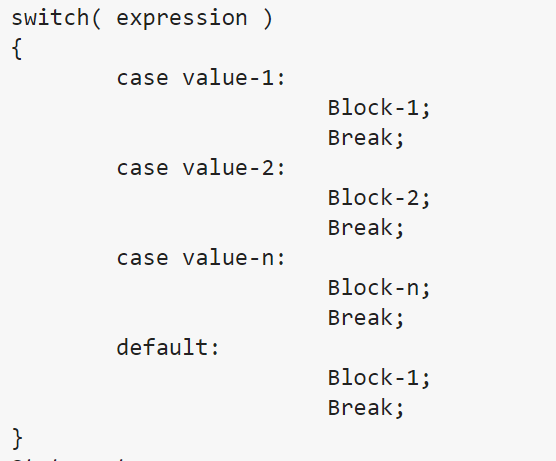 switch( expression )
{
case value-1:
Block-1;
Break;
case value-2:
Block-2;
Break;
case value-n:
Block-n;
Break;
default:
Block-1;
Break;
}